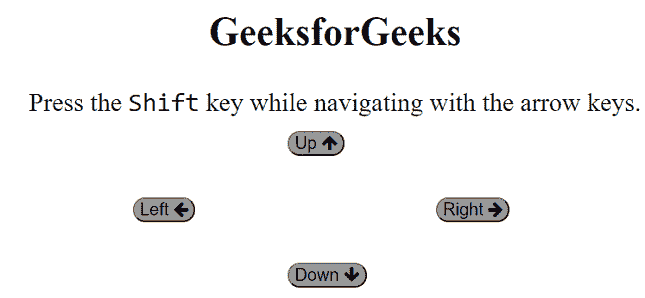 GeeksforGeeks
Press the Shift key while navigating with the arrow keys.
Up ↑
Left ← Right →
Down ↓